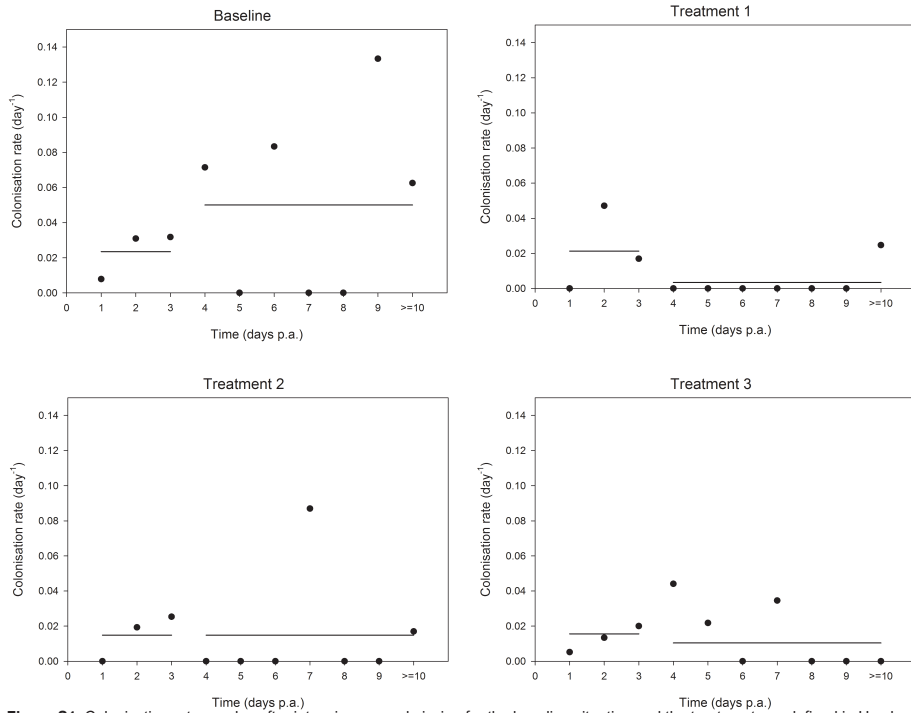 Baseline
0.14
0.12
0.10
0.08
0.06
0.04
0.02
0.00
Colonisation rate (day-1)
0 1 2 3 4 5 6 7 8 9 >=10
Time (days p.a.)
Treatment 1
0.14
0.12
0.10
0.08
0.06
0.04
0.02
0.00
Colonisation rate (day-1)
0 1 2 3 4 5 6 7 8 9 >=10
Time (days p.a.)
Treatment 2
0.14
0.12
0.10
0.08
0.06
0.04
0.02
0.00
Colonisation rate (day-1)
0 1 2 3 4 5 6 7 8 9 >=10
Time (days p.a.)
Treatment 3
0.14
0.12
0.10
0.08
0.06
0.04
0.02
0.00
Colonisation rate (day-1)
0 1 2 3 4 5 6 7 8 9 >=10
Time (days p.a.)